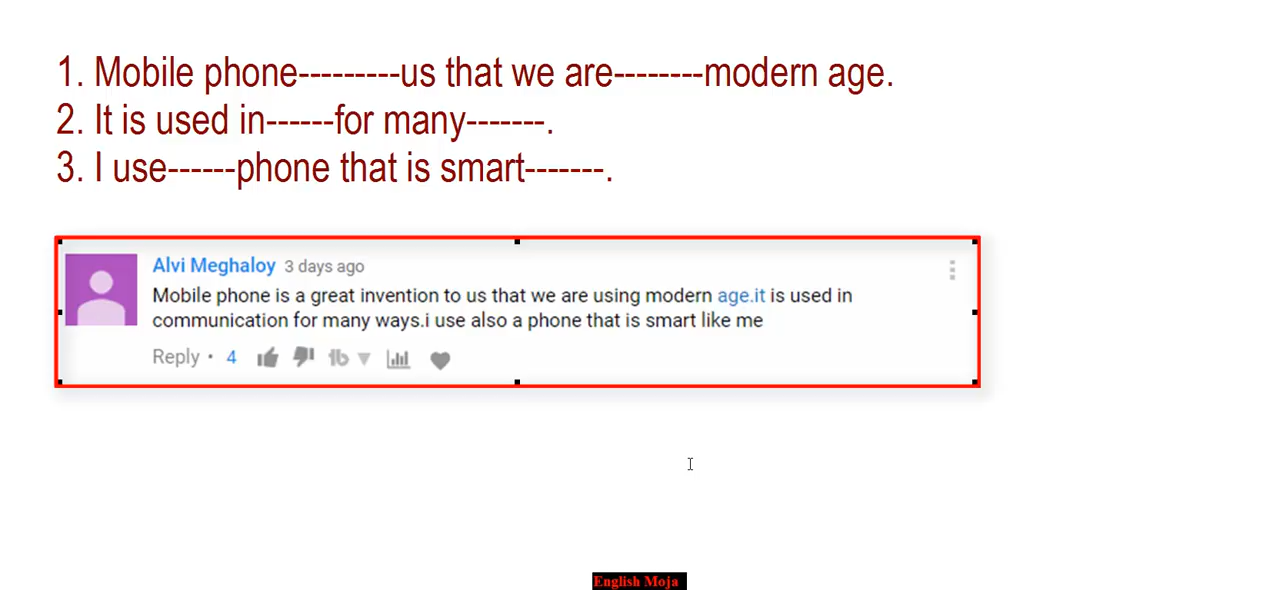 1. Mobile phone---------us that we are--------modern age.
2. It is used in------for many-------.
3. I use------phone that is smart-------.
Alvi Meghaloy 3 days ago
Mobile phone is a great invention to us that we are using modern age.it is used in
communication for many ways.i use also a phone that is smart like me
Reply • 4
English Moja